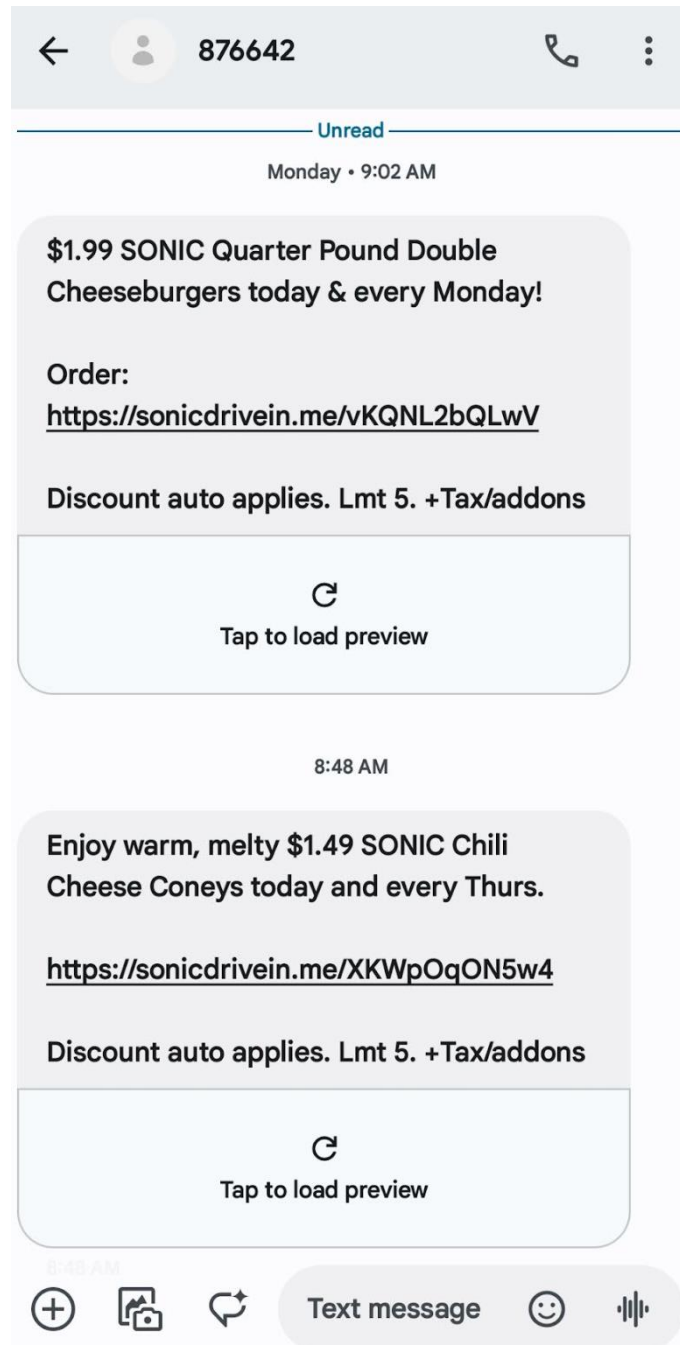 876642
Unread
Monday • 9:02 AM
$1.99 SONIC Quarter Pound Double
Cheeseburgers today & every Monday!
Order:
https://sonicdrivein.me/vKQNL2bQLwV
Discount auto applies. Lmt 5. +Tax/addons
Tap to load preview
8:48 AM
Enjoy warm, melty $1.49 SONIC Chili
Cheese Coneys today and every Thurs.
https://sonicdrivein.me/XKWpOqON5w4
Discount auto applies. Lmt 5. +Tax/addons
Tap to load preview
8:48 AM
Text message